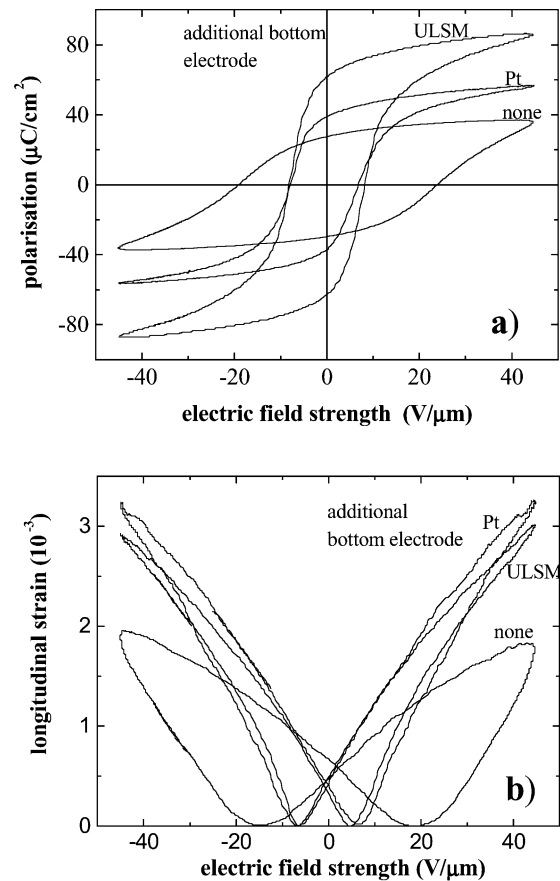 additional bottom
electrode
ULSM
Pt
none
80
40
0
-40
-80
polarisation (μC/cm²)
a)
-40 -20 0 20 40
electric field strength (V/μm)
additional
bottom electrode
Pt
ULSM
none
3
2
1
0
longitudinal strain (10⁻³)
b)
-40 -20 0 20 40
electric field strength (V/μm)